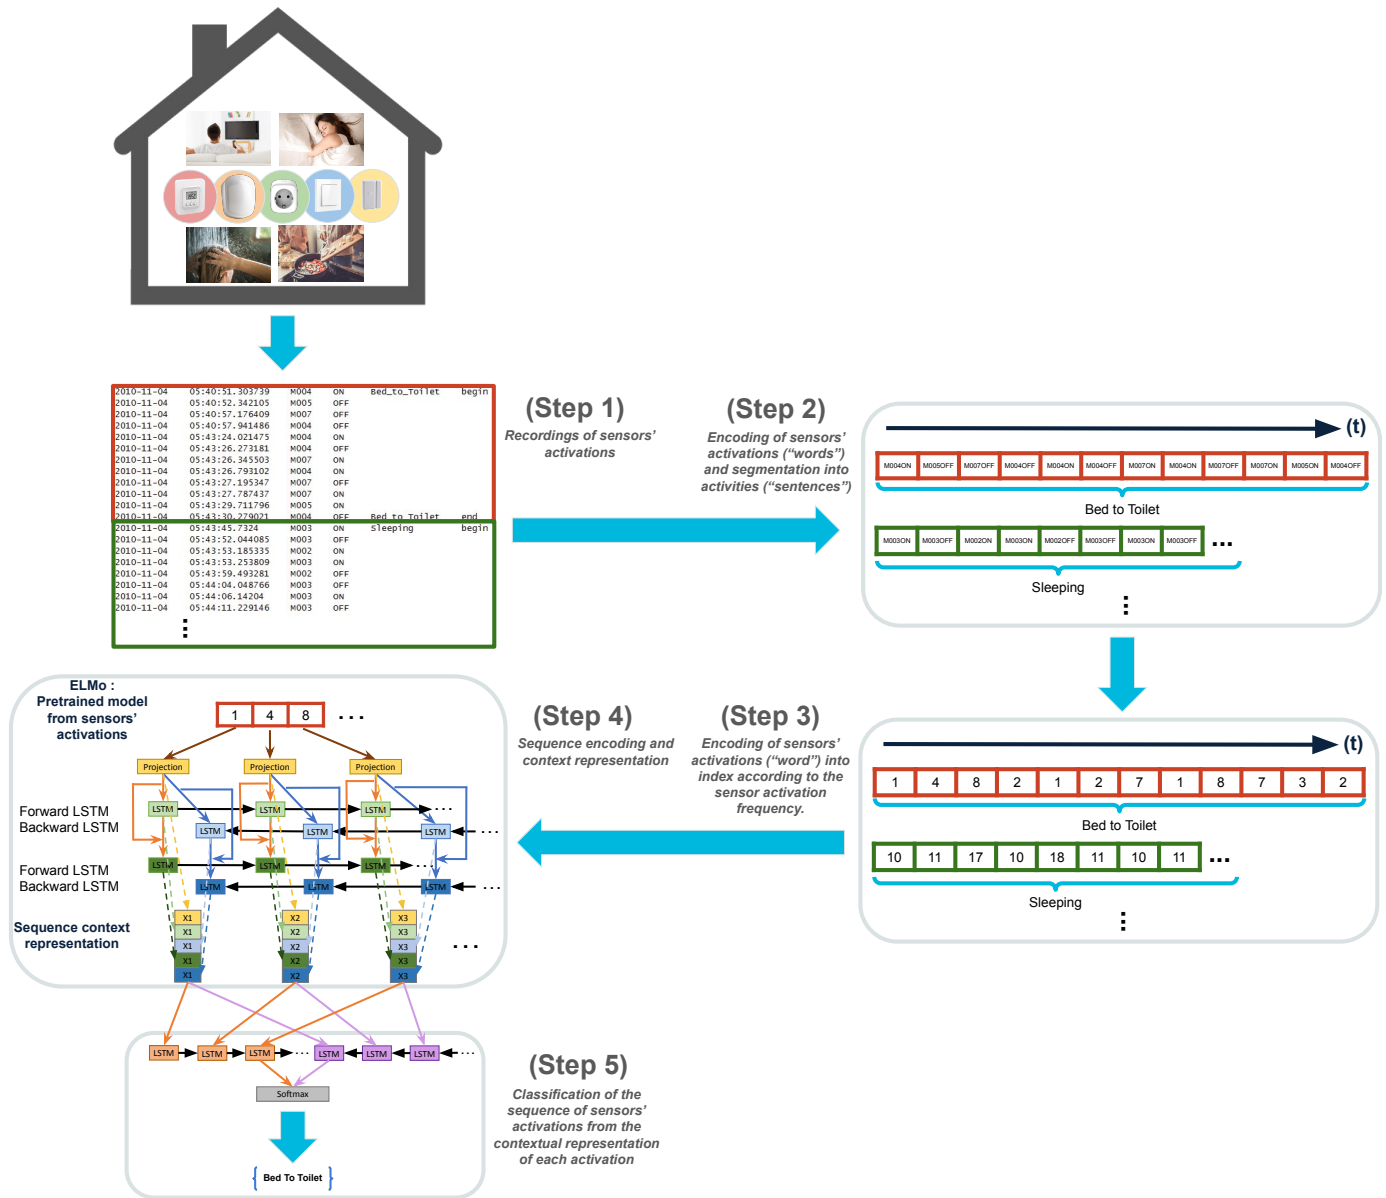 2010-11-04 05:40:51.303739 M004 ON Bed_to_Toilet begin
2010-11-04 05:40:52.342105 M005 OFF
2010-11-04 05:40:57.176409 M007 OFF
2010-11-04 05:40:57.941486 M004 OFF
2010-11-04 05:43:24.021475 M004 ON
2010-11-04 05:43:26.273181 M004 OFF
2010-11-04 05:43:26.345503 M007 ON
2010-11-04 05:43:26.793102 M004 ON
2010-11-04 05:43:27.195347 M007 OFF
2010-11-04 05:43:27.787437 M007 ON
2010-11-04 05:43:29.711796 M005 ON
2010-11-04 05:43:30.279021 M004 OFF Bed_to_Toilet end
2010-11-04 05:43:45.7324 M003 ON Sleeping begin
2010-11-04 05:43:52.044085 M003 OFF
2010-11-04 05:43:53.185335 M002 ON
2010-11-04 05:43:53.253809 M003 ON
2010-11-04 05:43:59.493281 M002 OFF
2010-11-04 05:44:04.048766 M003 OFF
2010-11-04 05:44:06.14204 M003 ON
2010-11-04 05:44:11.229146 M003 OFF
(Step 1)
Recordings of sensors'
activations
(Step 2)
Encoding of sensors'
activations ("words")
and segmentation into
activities ("sentences")
(t)
M004ON M005OFF M007OFF M004OFF M004ON M004OFF M007ON M004ON M007OFF M007ON M005ON M004OFF
Bed to Toilet
M003ON M003OFF M002ON M003ON M002OFF M003OFF M003ON M003OFF ...
Sleeping
(Step 3)
Encoding of sensors'
activations ("word") into
index according to the
sensor activation
frequency.
(t)
1 4 8 2 1 2 7 1 8 7 3 2
Bed to Toilet
10 11 17 10 18 11 10 11 ...
Sleeping
(Step 4)
Sequence encoding and
context representation
ELMo :
Pretrained model
from sensors'
activations
1 4 8 ...
Projection Projection Projection
Forward LSTM
LSTM LSTM LSTM ...
Backward LSTM
LSTM LSTM LSTM ...
Forward LSTM
LSTM LSTM LSTM ...
Backward LSTM
LSTM LSTM LSTM ...
Sequence context
representation
X1 X2 X3
X1 X2 X3
X1 X2 X3 ...
X1 X2 X3
X1 X2 X3
LSTM LSTM LSTM ... LSTM LSTM LSTM ...
Softmax
{ Bed To Toilet }
(Step 5)
Classification of the
sequence of sensors'
activations from the
contextual representation
of each activation